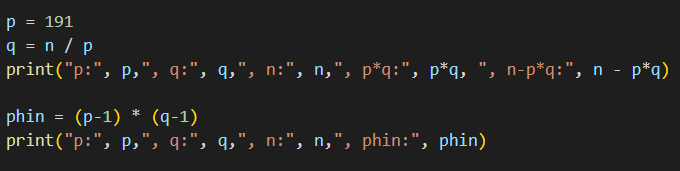 p = 191
q = n / p
print("p:", p,", q:", q,", n:", n,", p*q:", p*q, ", n-p*q:", n - p*q)
phin = (p-1) * (q-1)
print("p:", p,", q:", q,", n:", n,", phin:", phin)